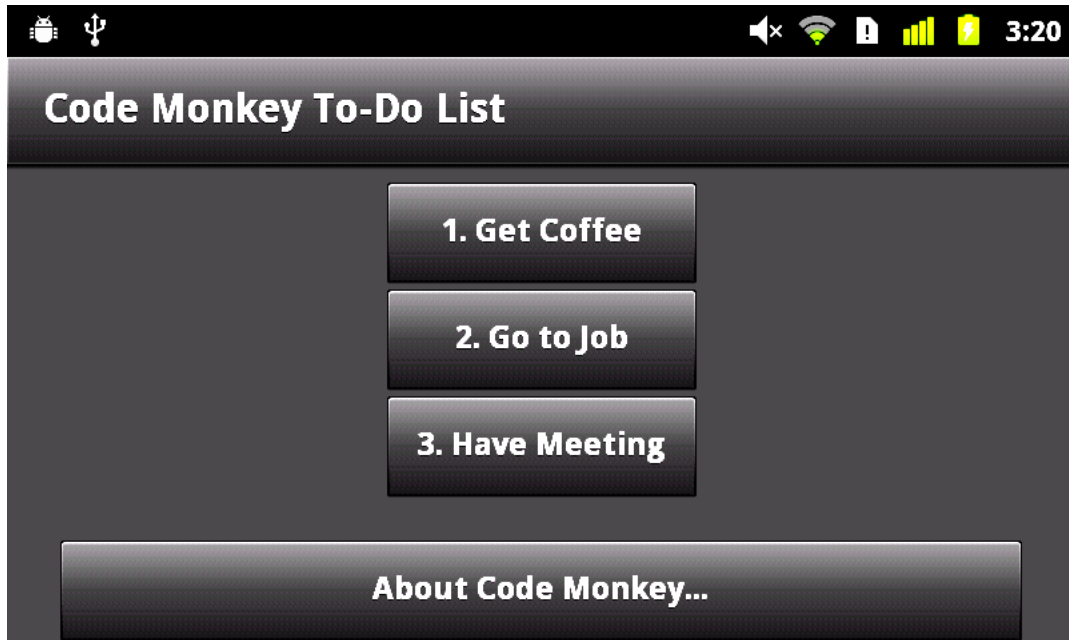 3:20
Code Monkey To-Do List
1. Get Coffee
2. Go to Job
3. Have Meeting
About Code Monkey...